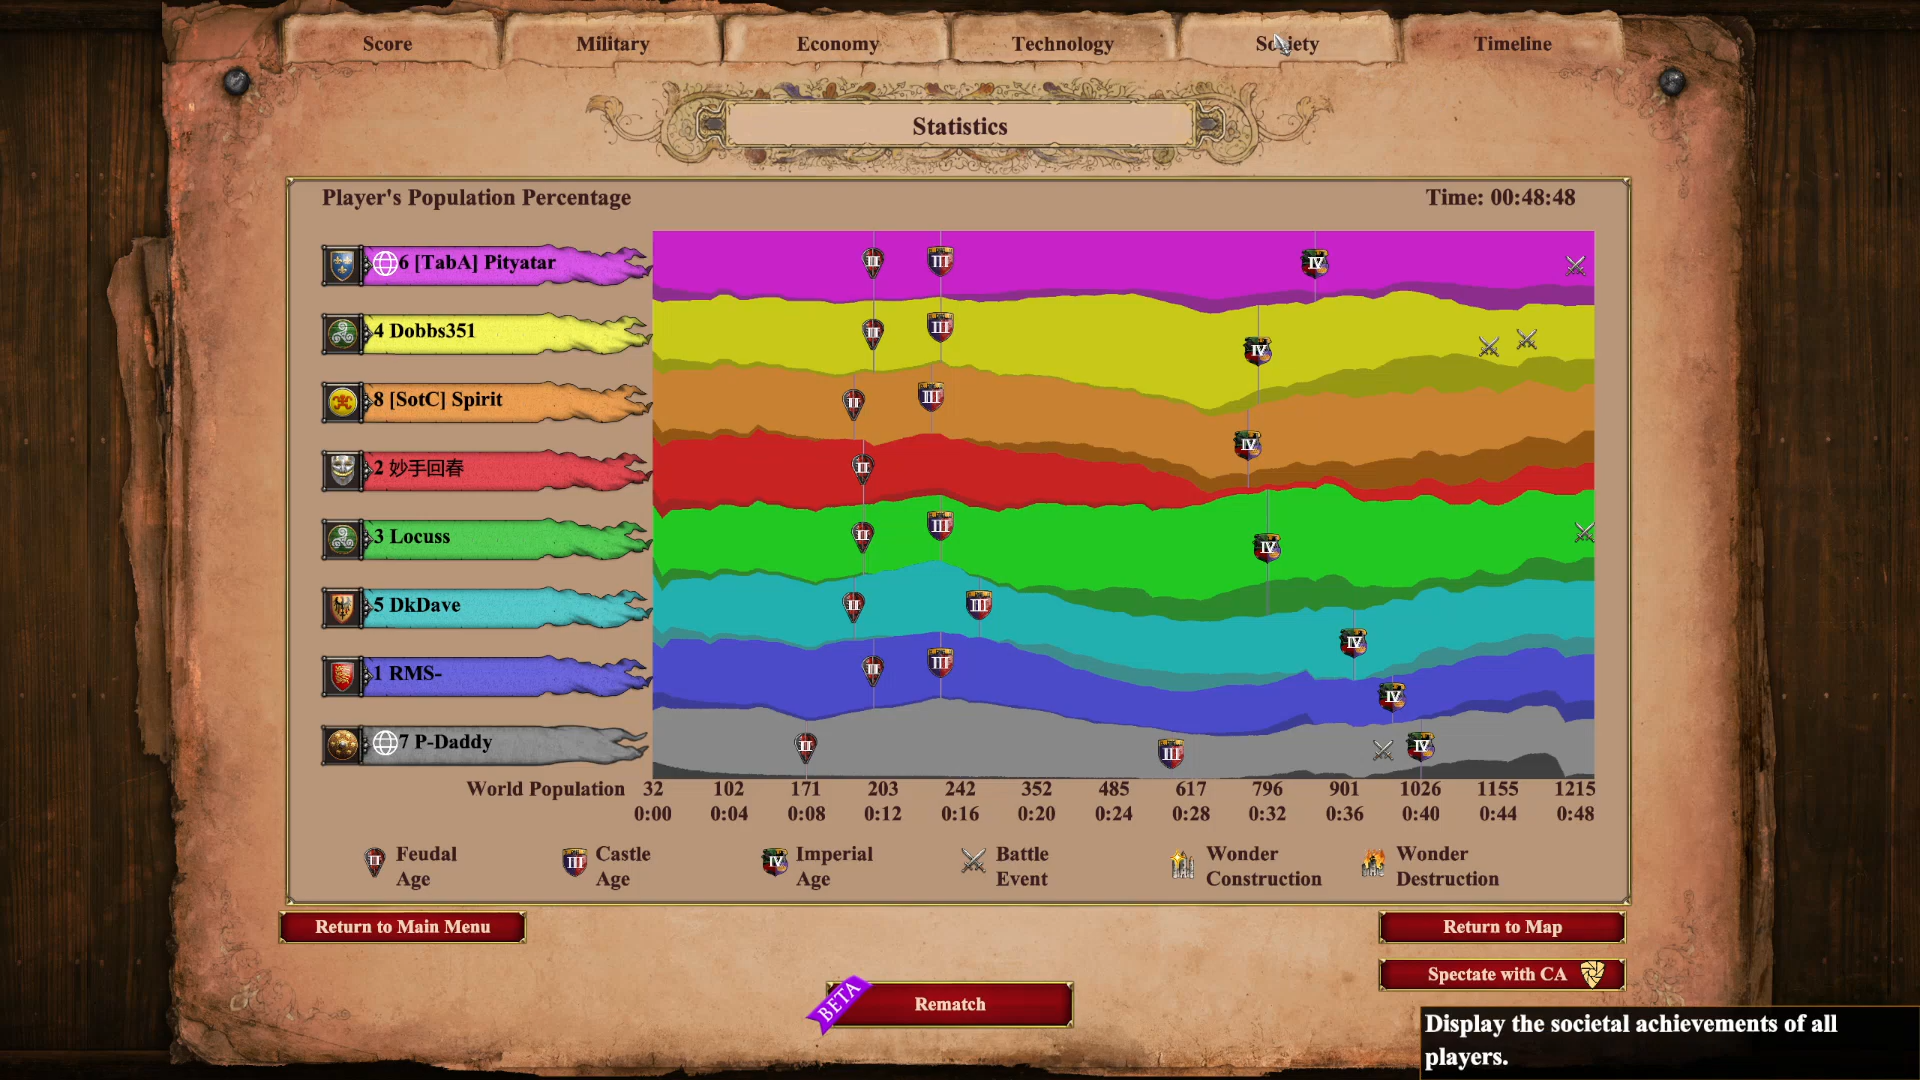 Score Military Economy Technology Society Timeline
Statistics
Player's Population Percentage Time: 00:48:48
6 [TabA] Pityatar
4 Dobbs351
8 [SotC] Spirit
2 妙手回春
3 Locuss
5 DkDave
1 RMS-
7 P-Daddy
World Population 32 102 171 203 242 352 485 617 796 901 1026 1155 1215
0:00 0:04 0:08 0:12 0:16 0:20 0:24 0:28 0:32 0:36 0:40 0:44 0:48
Feudal Age
Castle Age
Imperial Age
Battle Event
Wonder Construction
Wonder Destruction
Return to Main Menu
Return to Map
Spectate with CA
BETA
Rematch
Display the societal achievements of all
players.